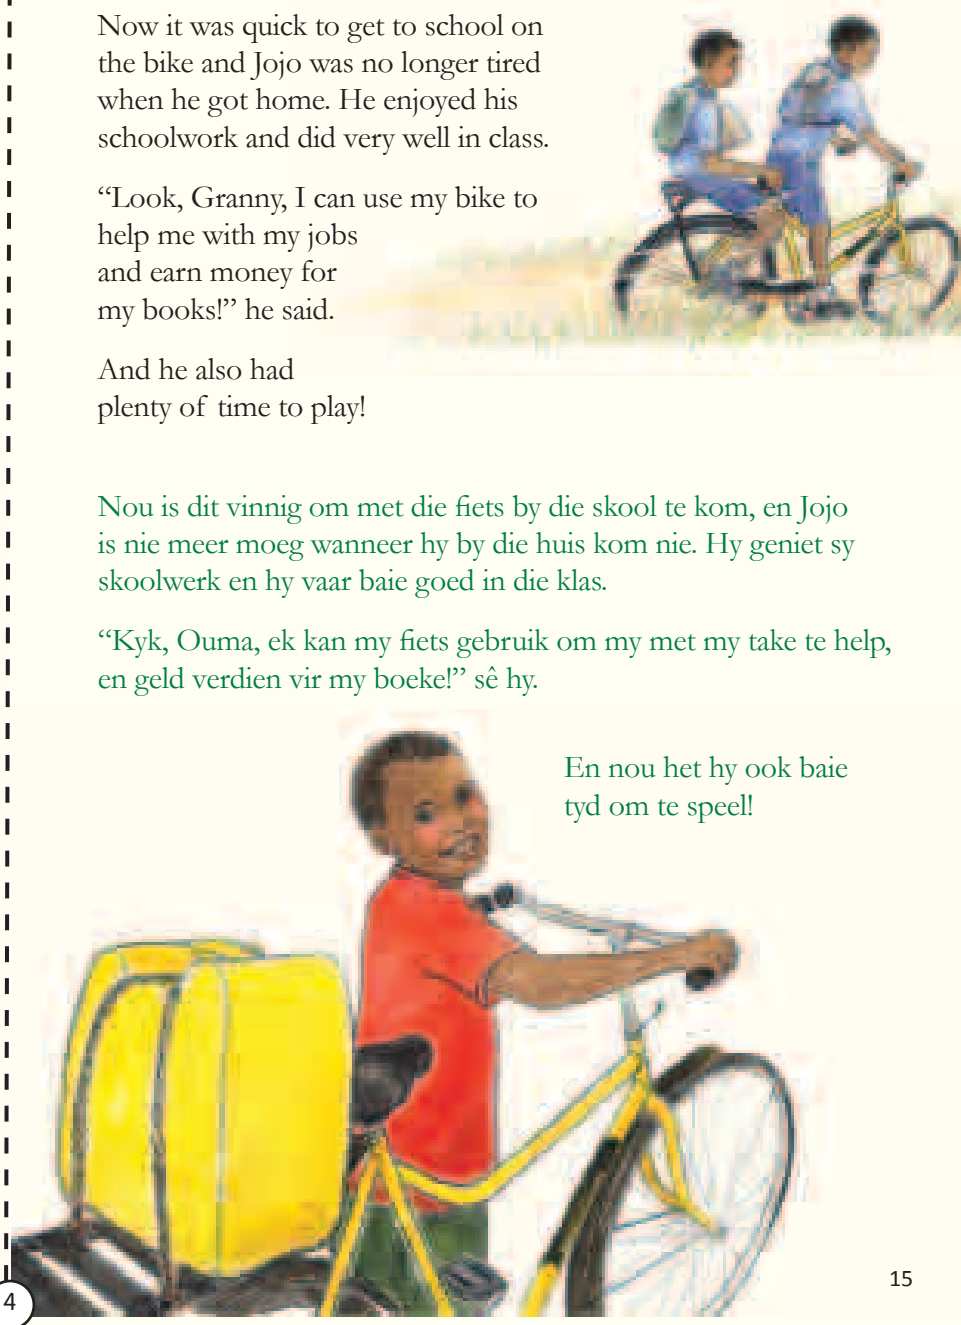 Now it was quick to get to school on
the bike and Jojo was no longer tired
when he got home. He enjoyed his
schoolwork and did very well in class.
“Look, Granny, I can use my bike to
help me with my jobs
and earn money for
my books!” he said.
And he also had
plenty of time to play!
Nou is dit vinnig om met die fiets by die skool te kom, en Jojo
is nie meer moeg wanneer hy by die huis kom nie. Hy geniet sy
skoolwerk en hy vaar baie goed in die klas.
“Kyk, Ouma, ek kan my fiets gebruik om my met my take te help,
en geld verdien vir my boeke!” sê hy.
En nou het hy ook baie
tyd om te speel!
15
4